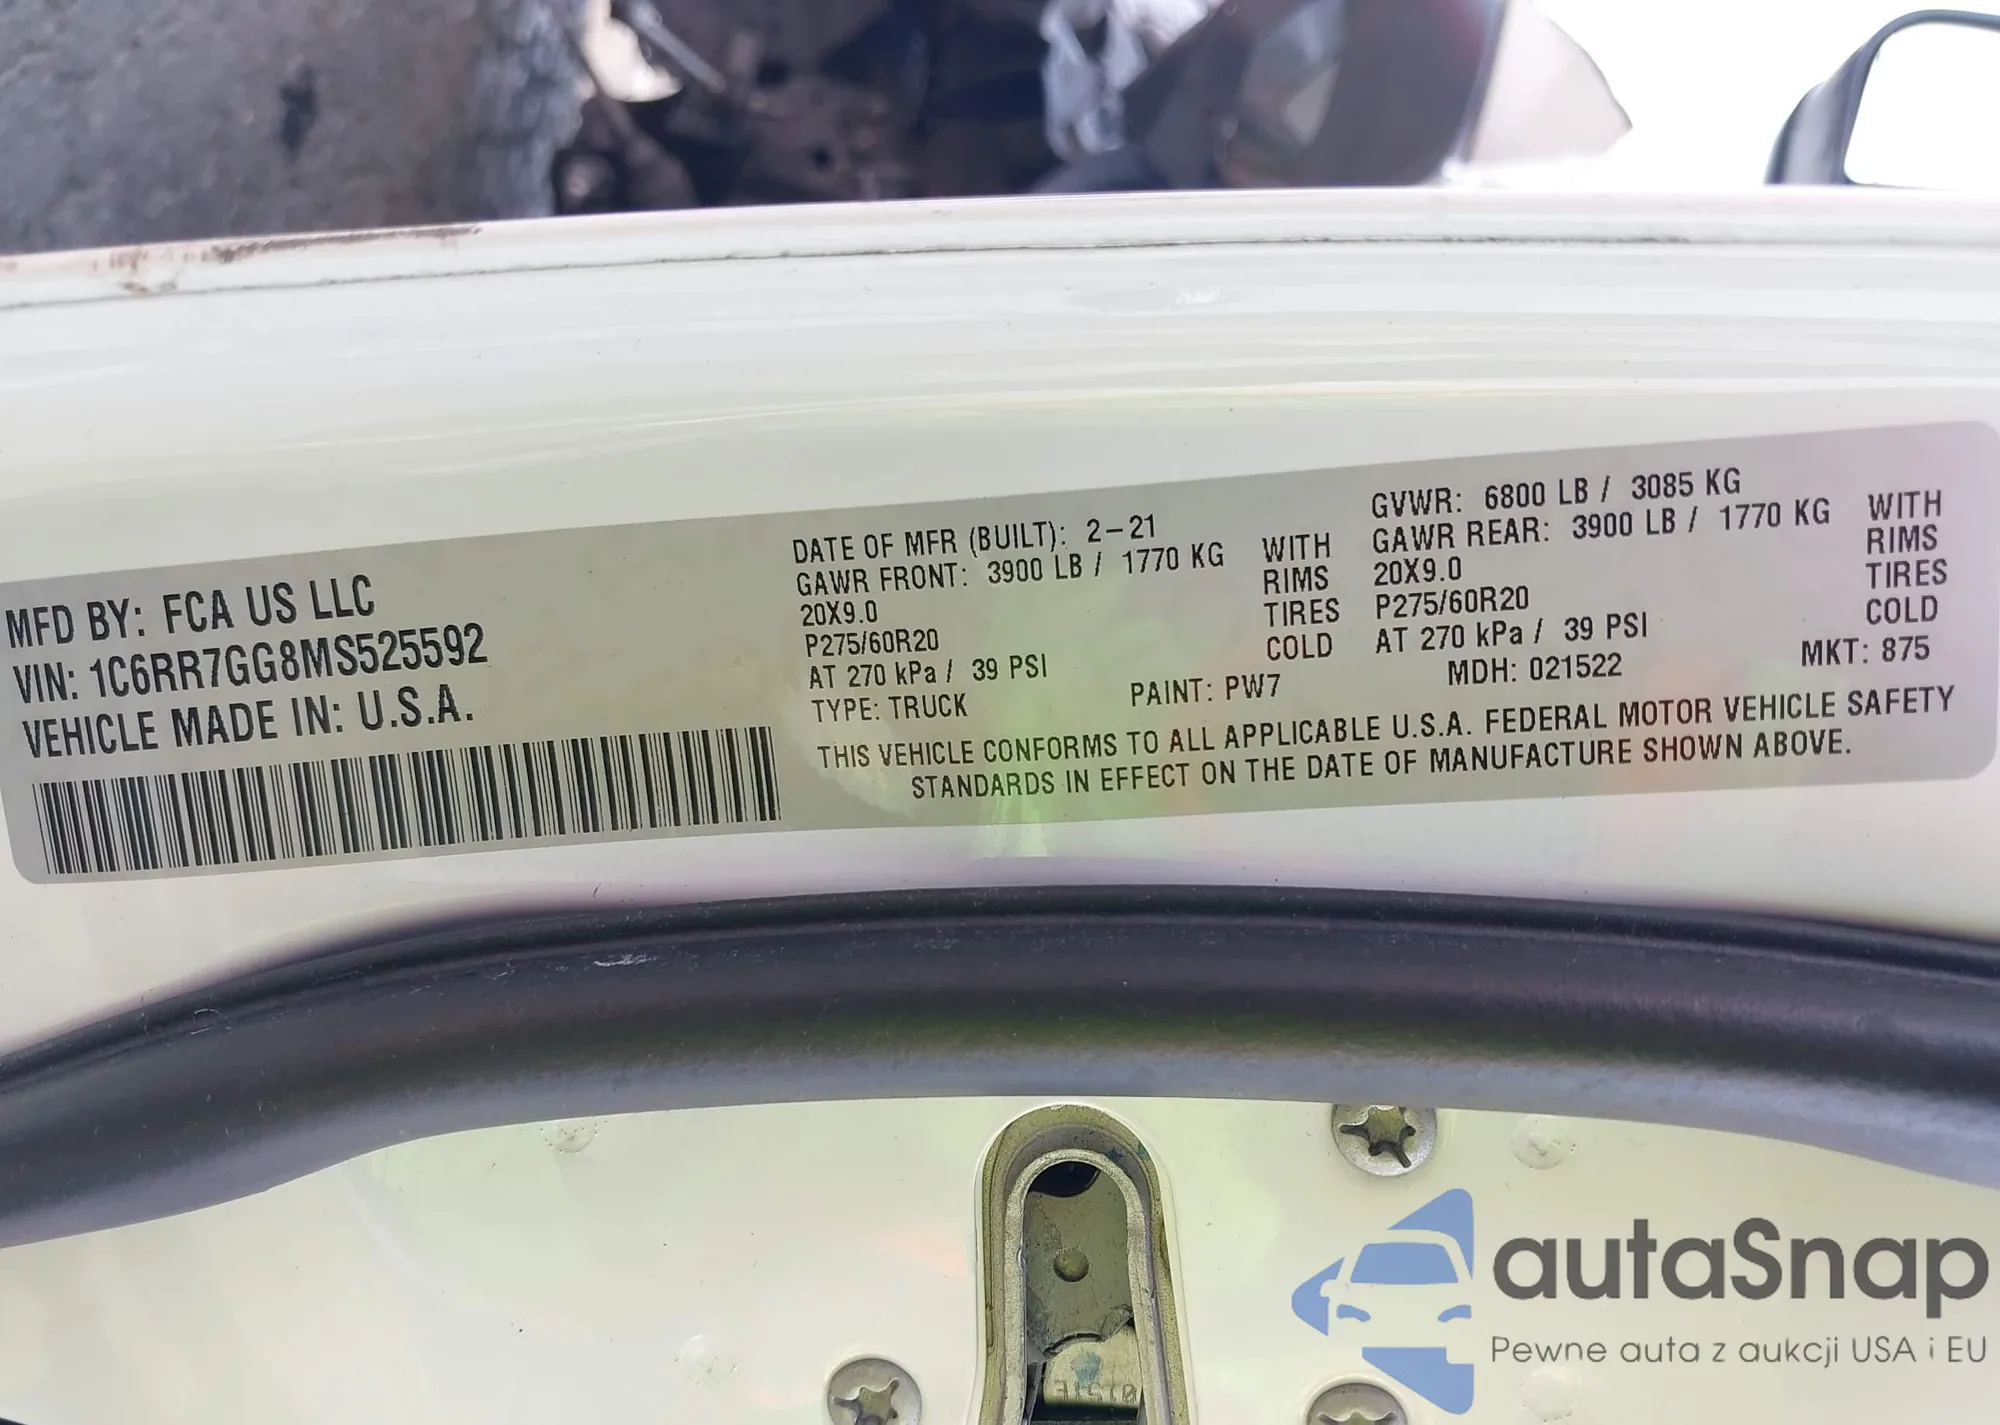 MFD BY: FCA US LLC
VIN: 1C6RR7GG8MS525592
VEHICLE MADE IN: U.S.A.
DATE OF MFR (BUILT): 2-21
GAWR FRONT: 3900 LB / 1770 KG WITH
20X9.0 RIMS
P275/60R20 TIRES
AT 270 kPa / 39 PSI COLD
TYPE: TRUCK PAINT: PW7
GVWR: 6800 LB / 3085 KG
GAWR REAR: 3900 LB / 1770 KG WITH
20X9.0 RIMS
P275/60R20 TIRES
AT 270 kPa / 39 PSI COLD
MDH: 021522 MKT: 875
THIS VEHICLE CONFORMS TO ALL APPLICABLE U.S.A. FEDERAL MOTOR VEHICLE SAFETY
STANDARDS IN EFFECT ON THE DATE OF MANUFACTURE SHOWN ABOVE.
autaSnap
Pewne auta z aukcji USA i EU